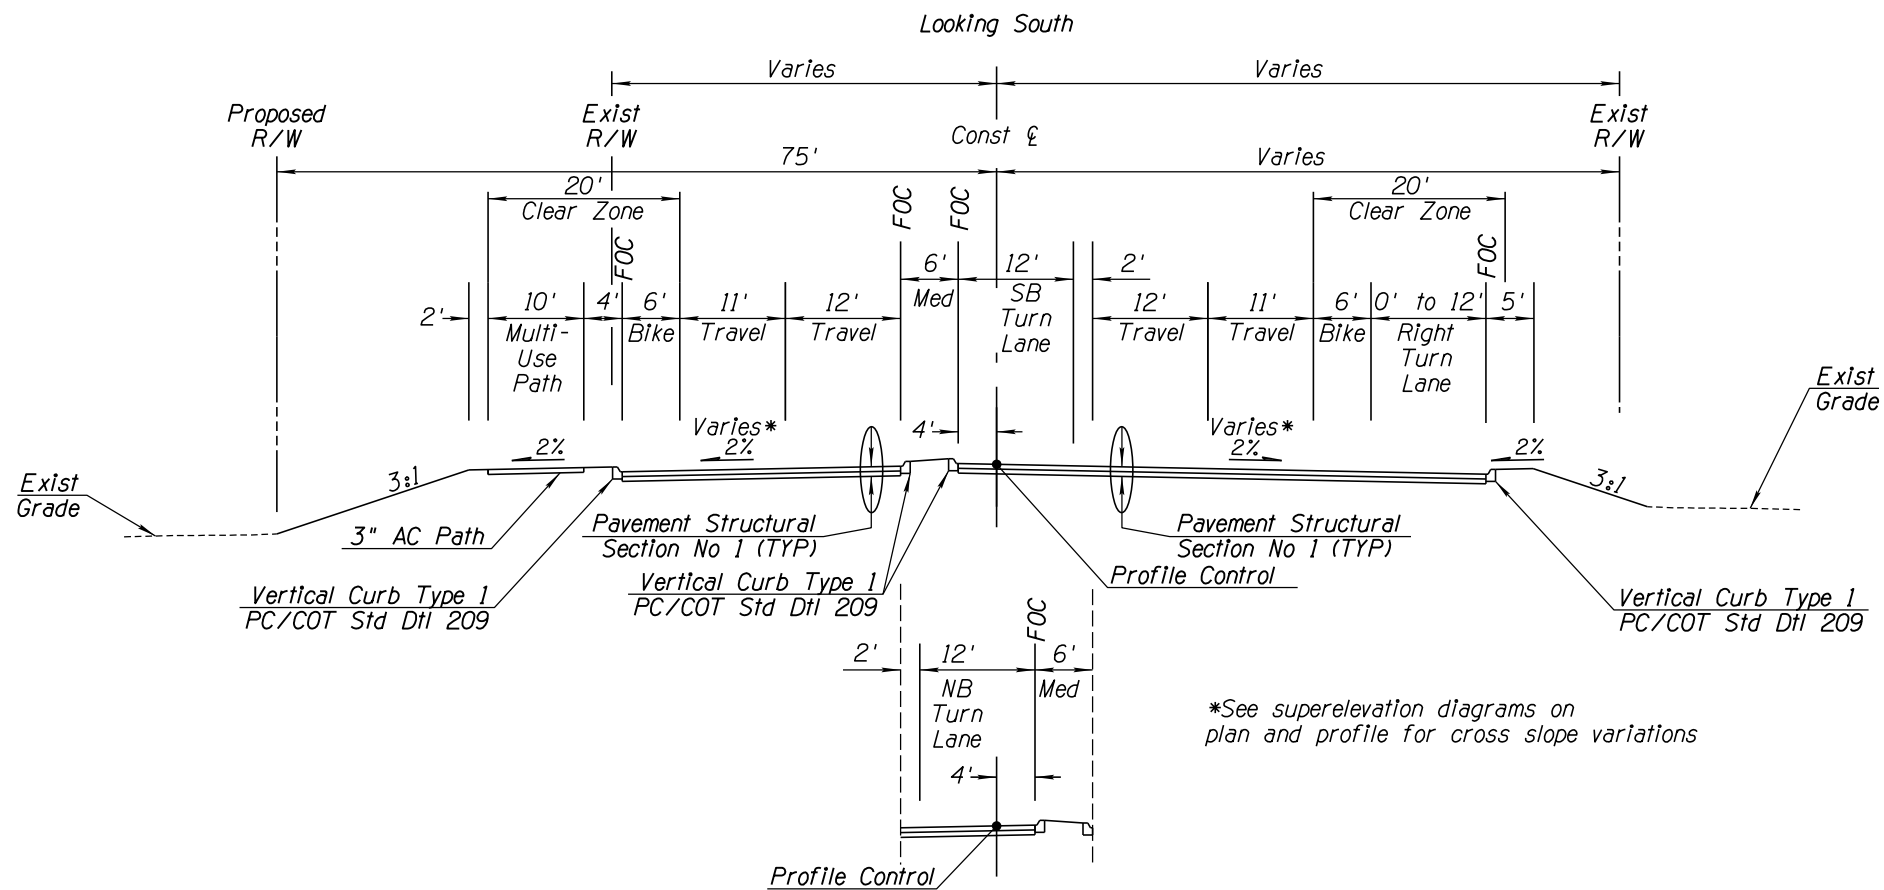 Looking South
Varies
Varies
Proposed
R/W
Exist
R/W
Const ℄
Exist
R/W
75'
Varies
20'
Clear Zone
FOC
FOC
FOC
20'
Clear Zone
FOC
6'
Med
12'
SB
Turn
Lane
2'
2'
10'
Multi-
Use
Path
4'
6'
Bike
11'
Travel
12'
Travel
12'
Travel
11'
Travel
6'
Bike
0' to 12'
Right
Turn
Lane
5'
Exist
Grade
Varies*
2%
2%
4'
Varies*
2%
2%
3:1
3:1
Exist
Grade
3" AC Path
Pavement Structural
Section No 1 (TYP)
Pavement Structural
Section No 1 (TYP)
Vertical Curb Type 1
PC/COT Std Dtl 209
Vertical Curb Type 1
PC/COT Std Dtl 209
Profile Control
Vertical Curb Type 1
PC/COT Std Dtl 209
FOC
2'
12'
NB
Turn
Lane
6'
Med
4'
*See superelevation diagrams on
plan and profile for cross slope variations
Profile Control